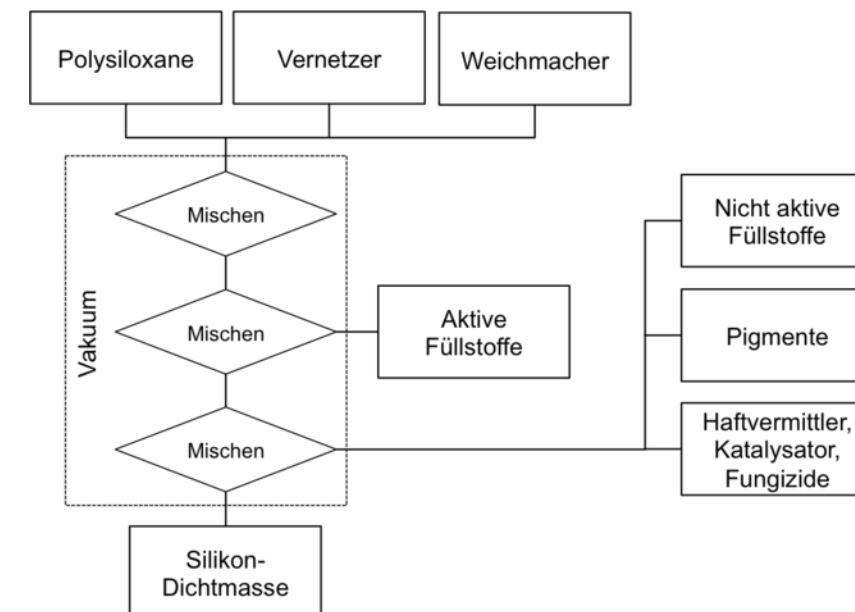 Polysiloxane
Vernetzer
Weichmacher
Mischen
Nicht aktive
Füllstoffe
Vakuum
Mischen
Aktive
Füllstoffe
Pigmente
Mischen
Haftvermittler,
Katalysator,
Fungizide
Silikon-
Dichtmasse